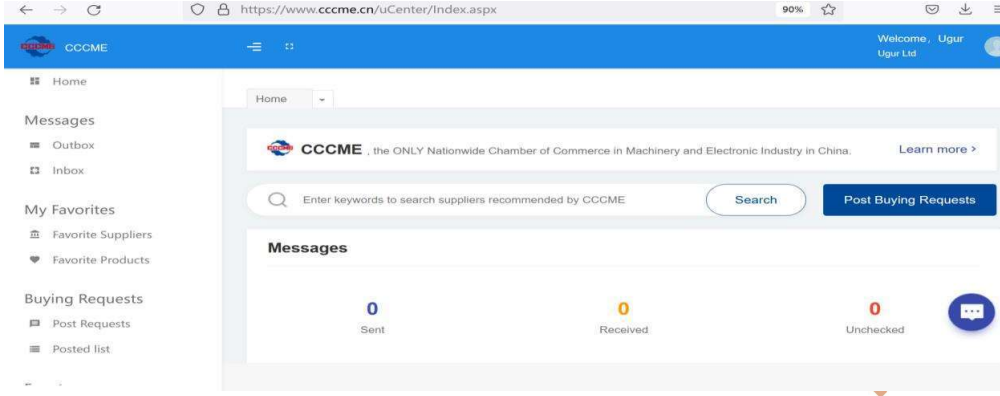 https://www.cccme.cn/uCenter/Index.aspx
90%
CCCME CCCME
Welcome, Ugur
Ugur Ltd
Home
Messages
Outbox
Inbox
My Favorites
Favorite Suppliers
Favorite Products
Buying Requests
Post Requests
Posted list
Home
CCCME CCCME , the ONLY Nationwide Chamber of Commerce in Machinery and Electronic Industry in China.
Learn more >
Enter keywords to search suppliers recommended by CCCME
Search
Post Buying Requests
Messages
0
Sent
0
Received
0
Unchecked